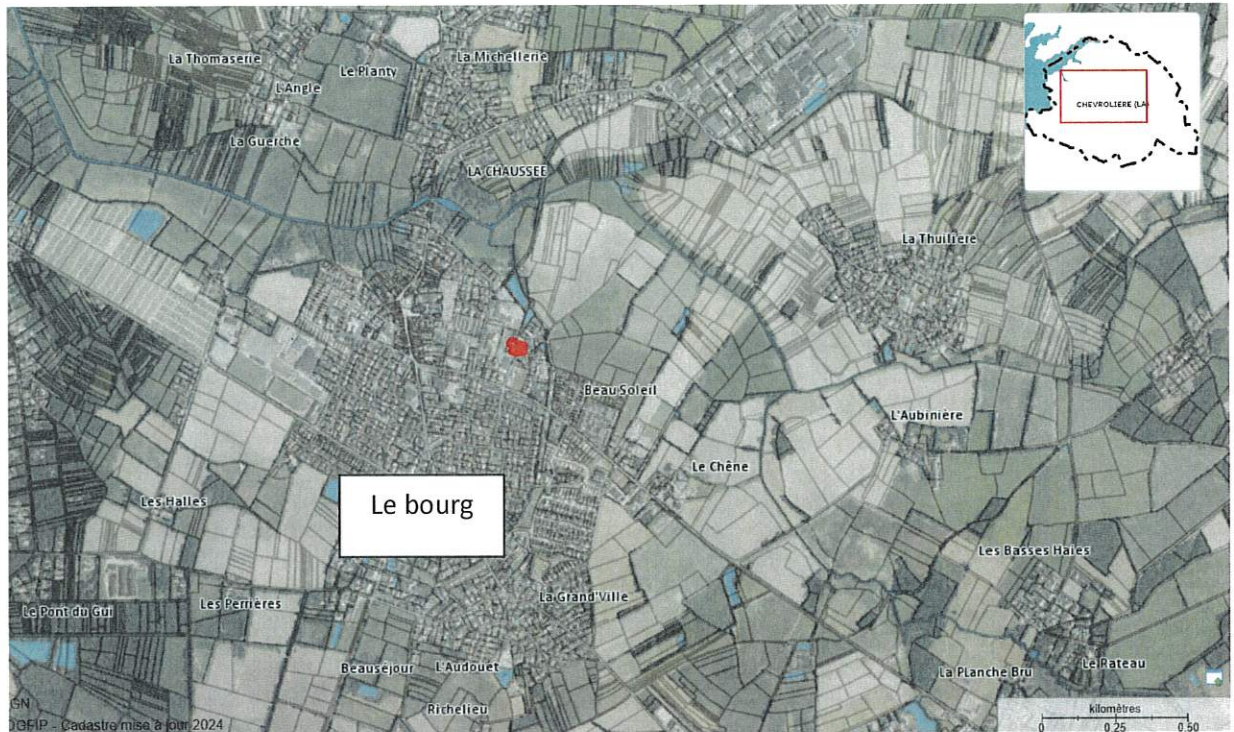 La Thomaserie
Le Planty
La Michellerie
L'Angle
CHEVROLIERE (LA)
La Guerche
LA CHAUSSEE
La Thuilière
Beau Soleil
L'Aubinière
Le Chêne
Les Halles
Le bourg
Les Basses Haies
Les Perrières
La Grand'Ville
Le Pont du Gui
Beauséjour
L'Audouet
La Planche Bru
Le Rateau
Richelieu
GN
DGFIP - Cadastre mise à jour 2024
kilomètres
0 0.25 0.50